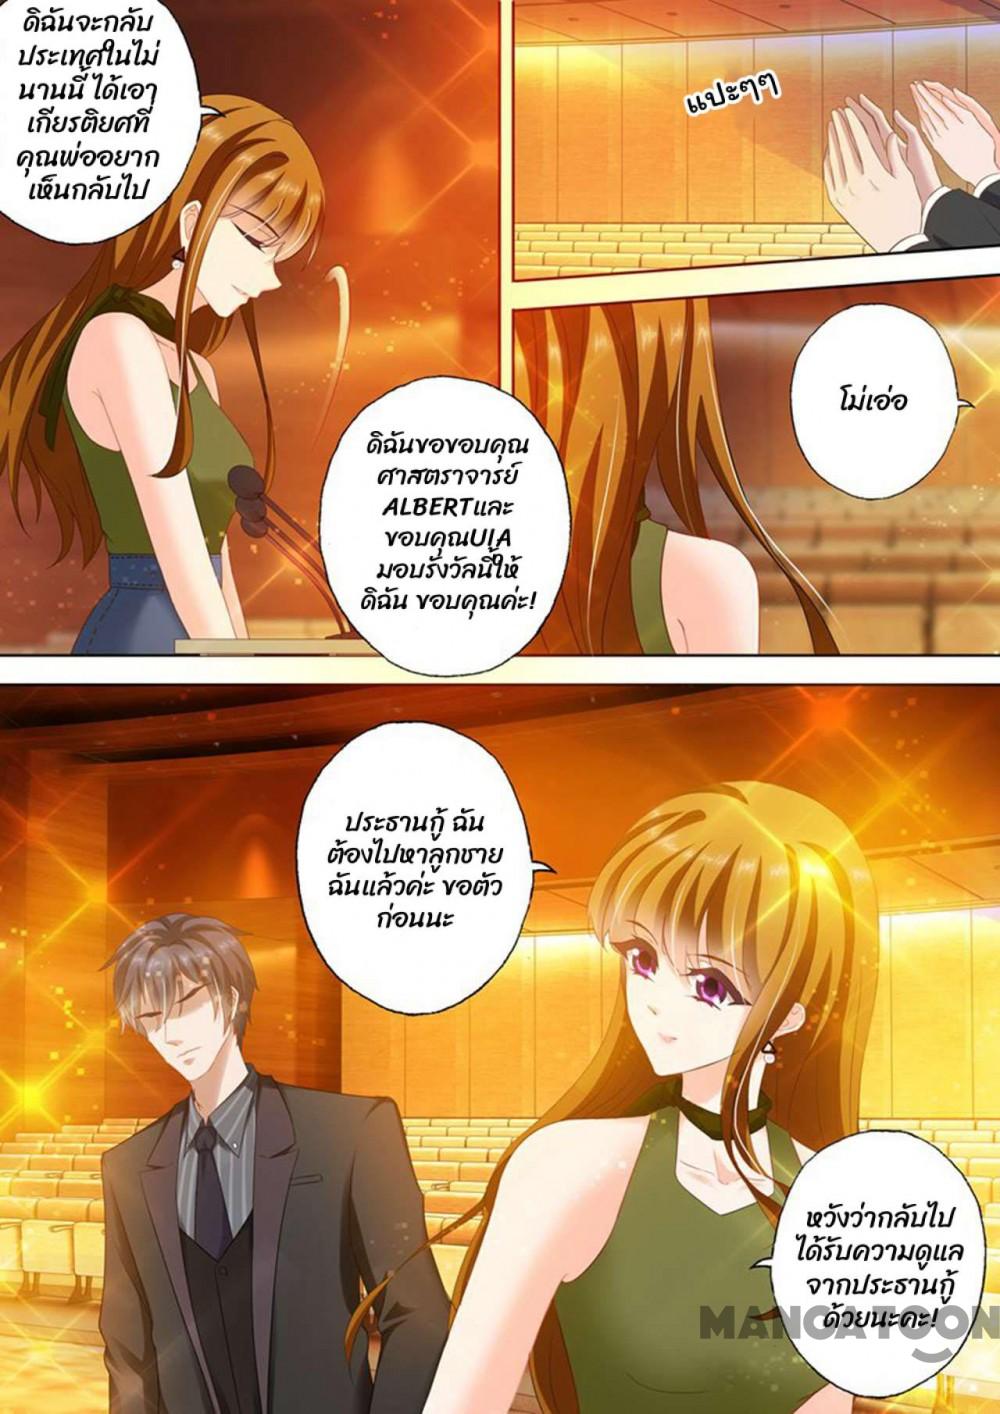 ดิฉันจะกลับ
ประเทศในไม่
นานนี้ ได้เอา
เกียรติยศที่
คุณพ่ออยาก
เห็นกลับไป
แปะๆๆ
โม่เอ่อ
ดิฉันขอขอบคุณ
ศาสตราจารย์
ALBERTและ
ขอบคุณUIA
มอบรังวัลนี้ให้
ดิฉัน ขอบคุณค่ะ!
ประธานกู้ ฉัน
ต้องไปหาลูกชาย
ฉันแล้วค่ะ ขอตัว
ก่อนนะ
หวังว่ากลับไป
ได้รับความดูแล
จากประธานกู้
ด้วยนะคะ!
MANGATOON